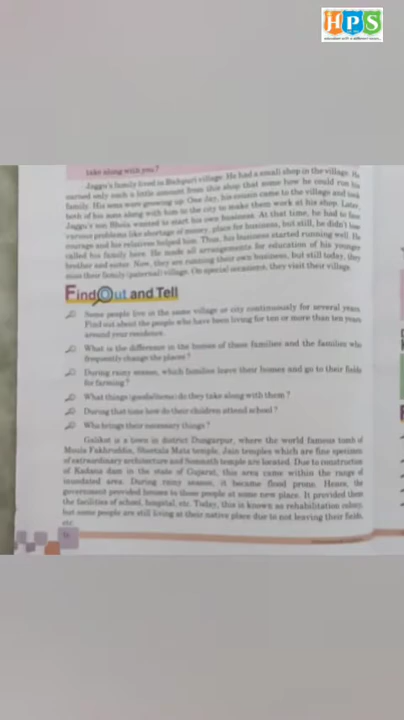 HPS
take along with you?
Jaggu's family lived in Bichpuri village. He had a small shop in the village. He
earned only such a little amount from this shop that some how he could run his
family. His sons were growing up. One day, his cousin came to the village and took
both of his sons along with him to the city to make them work at his shop. Later,
Jaggu's son Bhola wanted to start his own business. At that time, he had to face
various problems like shortage of money, place for business, but still, he didn't lose
courage and his relatives helped him. Thus, his business started running well. He
called his family here. He made all arrangements for education of his younger
brother and sister. Now, they are running their own business, but still today, they
miss their family (paternal) village. On special occasions, they visit their village.
Find Out and Tell
Some people live in the same village or city continuously for several years.
Find out about the people who have been living for ten or more than ten years
around your residence.
What is the difference in the homes of these families and the families who
frequently change the places?
During rainy season, which families leave their homes and go to their fields
for farming?
What things (goods/items) do they take along with them?
During that time how do their children attend school?
Who brings their necessary things?
Galikot is a town in district Dungarpur, where the world famous tomb of
Moula Fakhruddin, Sheetala Mata temple, Jain temples which are fine specimen
of extraordinary architecture and Somnath temple are located. Due to construction
of Kadana dam in the state of Gujarat, this area came within the range of
inundated area. During rainy season, it became flood prone. Hence, the
government provided houses to those people at some new place. It provided them
the facilities of school, hospital, etc. Today, this is known as rehabilitation colony,
but some people are still living at their native place due to not leaving their fields,
etc.